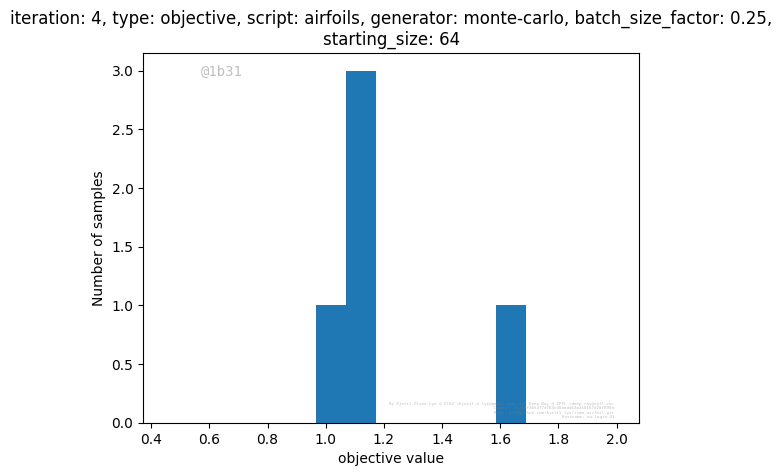 iteration: 4, type: objective, script: airfoils, generator: monte-carlo, batch_size_factor: 0.25,
starting_size: 64
@1b31
3.0
2.5
2.0
1.5
1.0
0.5
0.0
Number of samples
0.4 0.6 0.8 1.0 1.2 1.4 1.6 1.8 2.0
objective value